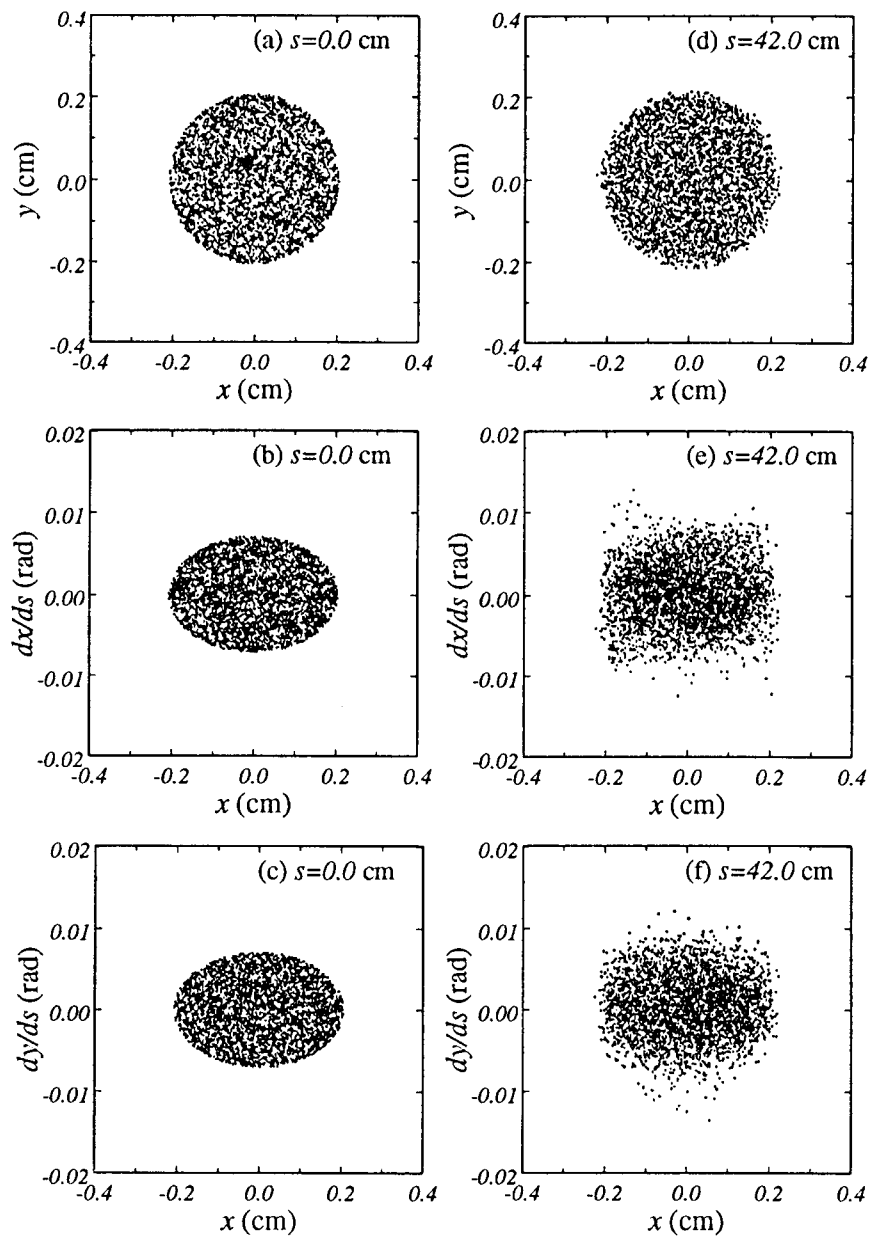 (a) s=0.0 cm
0.4
0.2
0.0
-0.2
-0.4
y (cm)
-0.4 -0.2 0.0 0.2 0.4
x (cm)
(d) s=42.0 cm
0.4
0.2
0.0
-0.2
-0.4
y (cm)
-0.4 -0.2 0.0 0.2 0.4
x (cm)
(b) s=0.0 cm
0.02
0.01
0.00
-0.01
-0.02
dx/ds (rad)
-0.4 -0.2 0.0 0.2 0.4
x (cm)
(e) s=42.0 cm
0.02
0.01
0.00
-0.01
-0.02
dx/ds (rad)
-0.4 -0.2 0.0 0.2 0.4
x (cm)
(c) s=0.0 cm
0.02
0.01
0.00
-0.01
-0.02
dy/ds (rad)
-0.4 -0.2 0.0 0.2 0.4
x (cm)
(f) s=42.0 cm
0.02
0.01
0.00
-0.01
-0.02
dy/ds (rad)
-0.4 -0.2 0.0 0.2 0.4
x (cm)